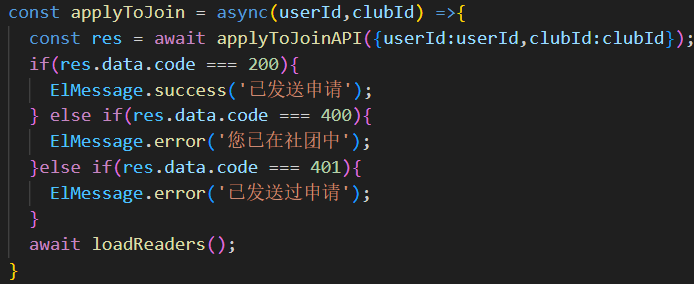 const applyToJoin = async(userId,clubId) =>{
  const res = await applyToJoinAPI({userId:userId,clubId:clubId});
  if(res.data.code === 200){
    ElMessage.success('已发送申请');
  } else if(res.data.code === 400){
    ElMessage.error('您已在社团中');
  }else if(res.data.code === 401){
    ElMessage.error('已发送过申请');
  }
  await loadReaders();
}